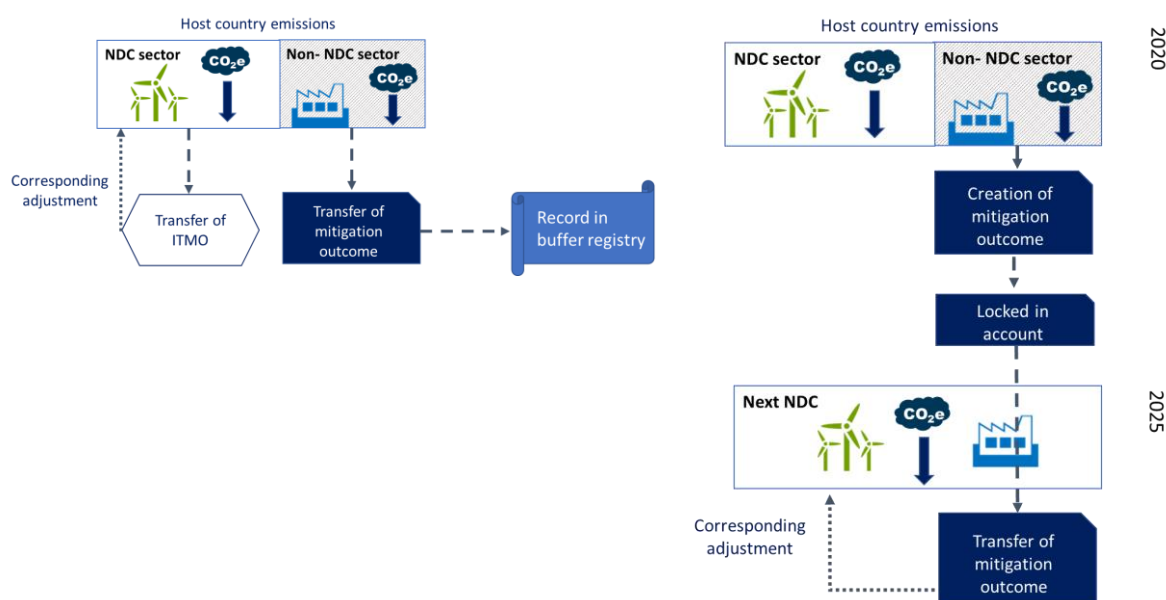 Host country emissions
NDC sector
CO2e
Non- NDC sector
CO2e
Corresponding
adjustment
Transfer of
ITMO
Transfer of
mitigation
outcome
Record in
buffer registry
Host country emissions
NDC sector
CO2e
Non- NDC sector
CO2e
2020
Creation of
mitigation
outcome
Locked in
account
Next NDC
CO2e
2025
Corresponding
adjustment
Transfer of
mitigation
outcome